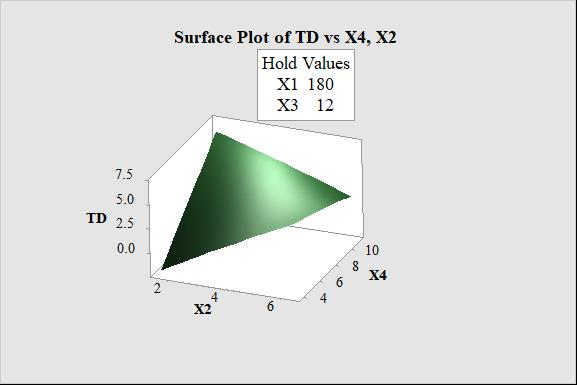 Surface Plot of TD vs X4, X2
Hold Values
X1 180
X3 12
7.5
5.0
2.5
0.0
TD
2
4
6
X2
4
6
8
10
X4